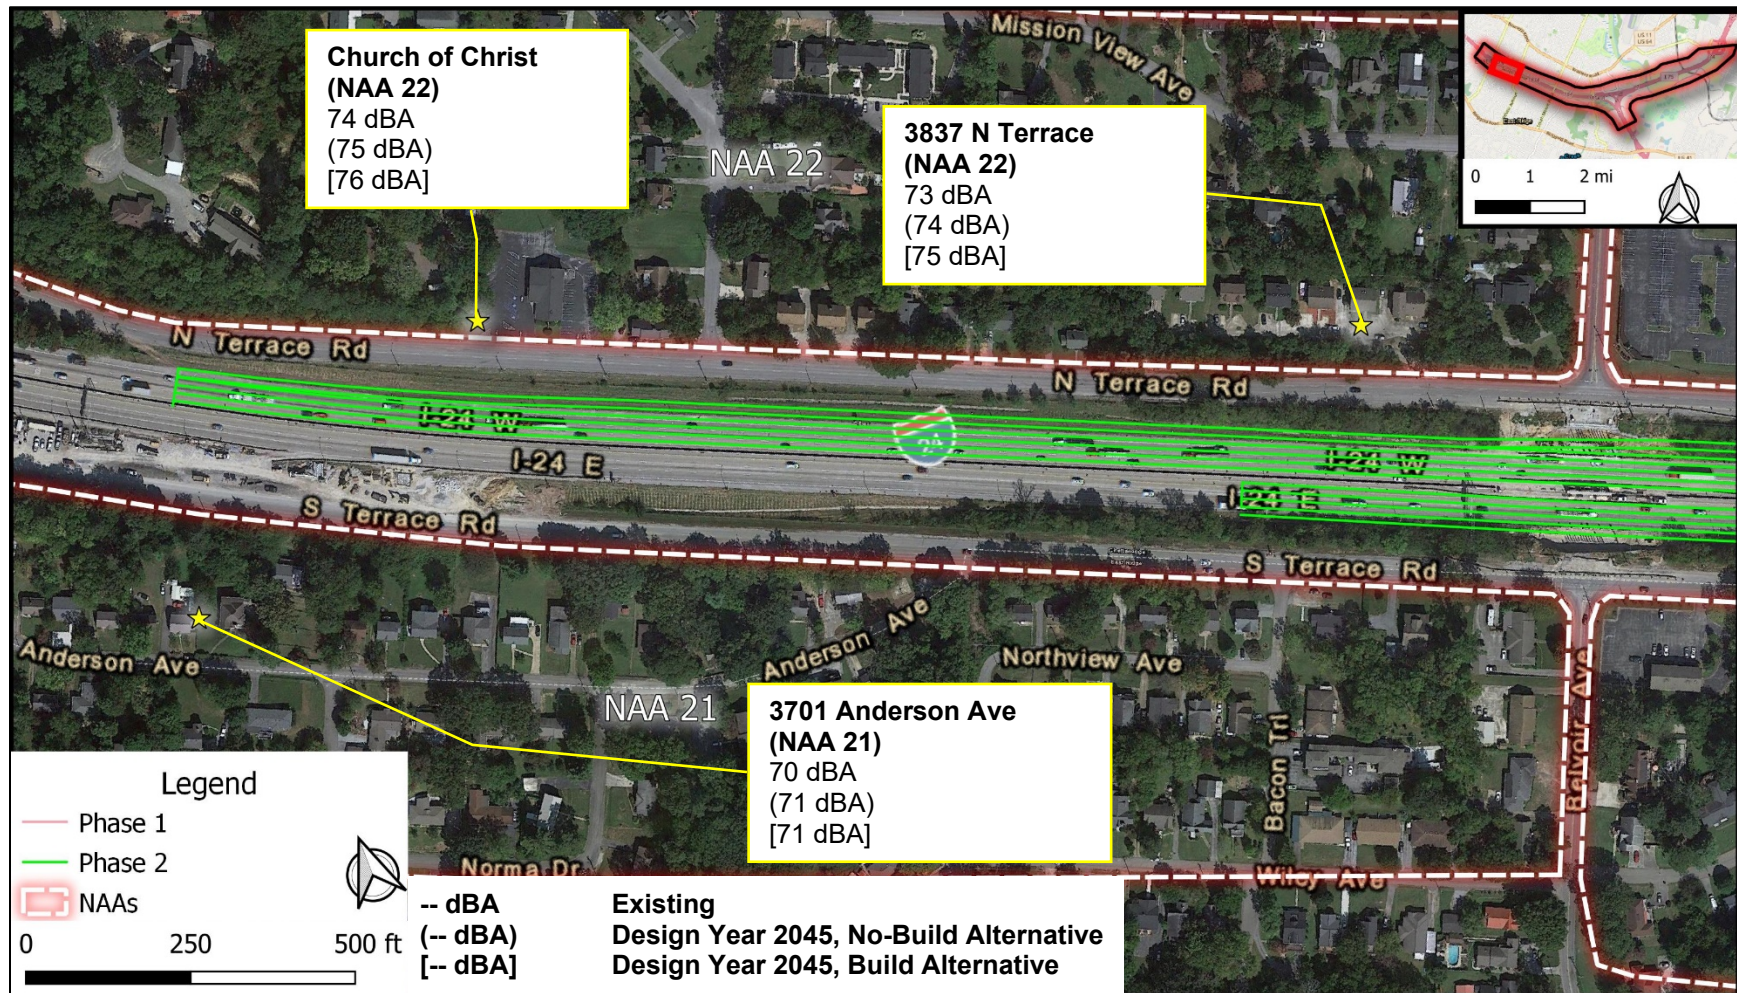 Church of Christ
(NAA 22)
74 dBA
(75 dBA)
[76 dBA]
Mission View Ave
3837 N Terrace
(NAA 22)
73 dBA
(74 dBA)
[75 dBA]
0 1 2 mi
NAA 22
N Terrace Rd
N Terrace Rd
I-24 W
24
I-24 W
I-24 E
I-24 E
S Terrace Rd
S Terrace Rd
Anderson Ave
Anderson Ave
Northview Ave
NAA 21
3701 Anderson Ave
(NAA 21)
70 dBA
(71 dBA)
[71 dBA]
Bacon Trl
Belvoir Ave
Norma Dr
Wiley Ave
Legend
Phase 1
Phase 2
NAAs
0 250 500 ft
-- dBA Existing
(-- dBA) Design Year 2045, No-Build Alternative
[-- dBA] Design Year 2045, Build Alternative